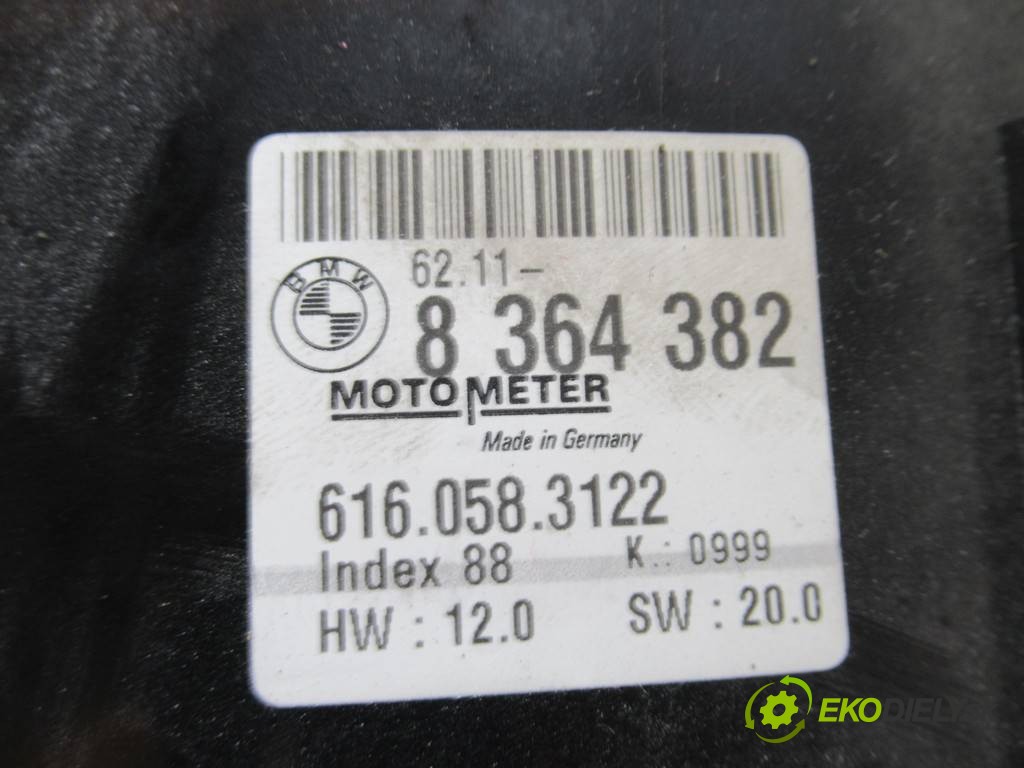 BMW
62.11-
8 364 382
MOTOMETER
Made in Germany
616.058.3122
Index 88 K.: 0999
HW : 12.0 SW : 20.0
EKODIELY